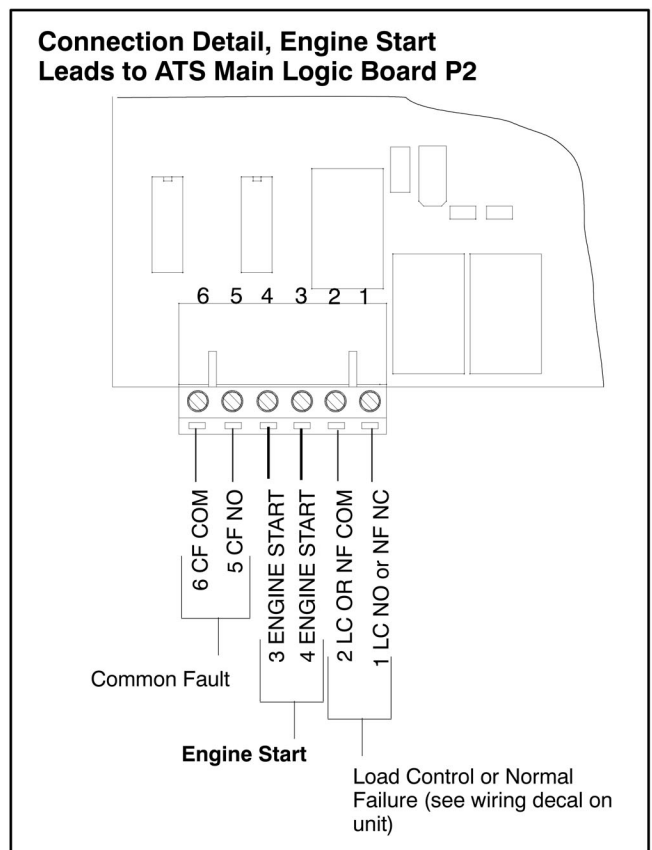 Connection Detail, Engine Start
Leads to ATS Main Logic Board P2
6 5 4 3 2 1
6 CF COM
5 CF NO
3 ENGINE START
4 ENGINE START
2 LC OR NF COM
1 LC NO or NF NC
Common Fault
Engine Start
Load Control or Normal
Failure (see wiring decal on
unit)